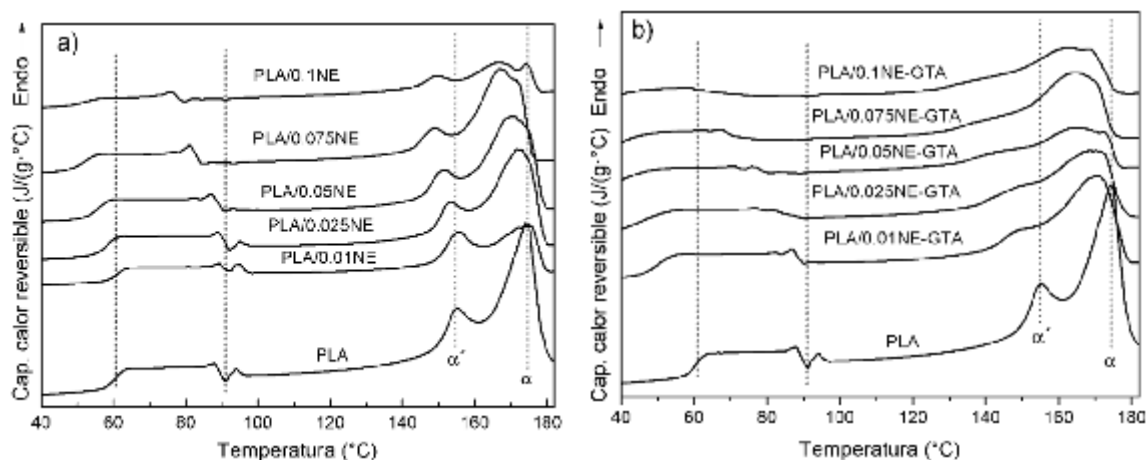 a)
Cap. calor reversible (J/(g·°C)) Endo
PLA/0.1NE
PLA/0.075NE
PLA/0.05NE
PLA/0.025NE
PLA/0.01NE
PLA
α´
α
40 60 80 100 120 140 160 180
Temperatura (°C)
b)
Cap. calor reversible (J/(g·°C)) Endo
PLA/0.1NE-GTA
PLA/0.075NE-GTA
PLA/0.05NE-GTA
PLA/0.025NE-GTA
PLA/0.01NE-GTA
PLA
α´
α
40 60 80 100 120 140 160 180
Temperatura (°C)